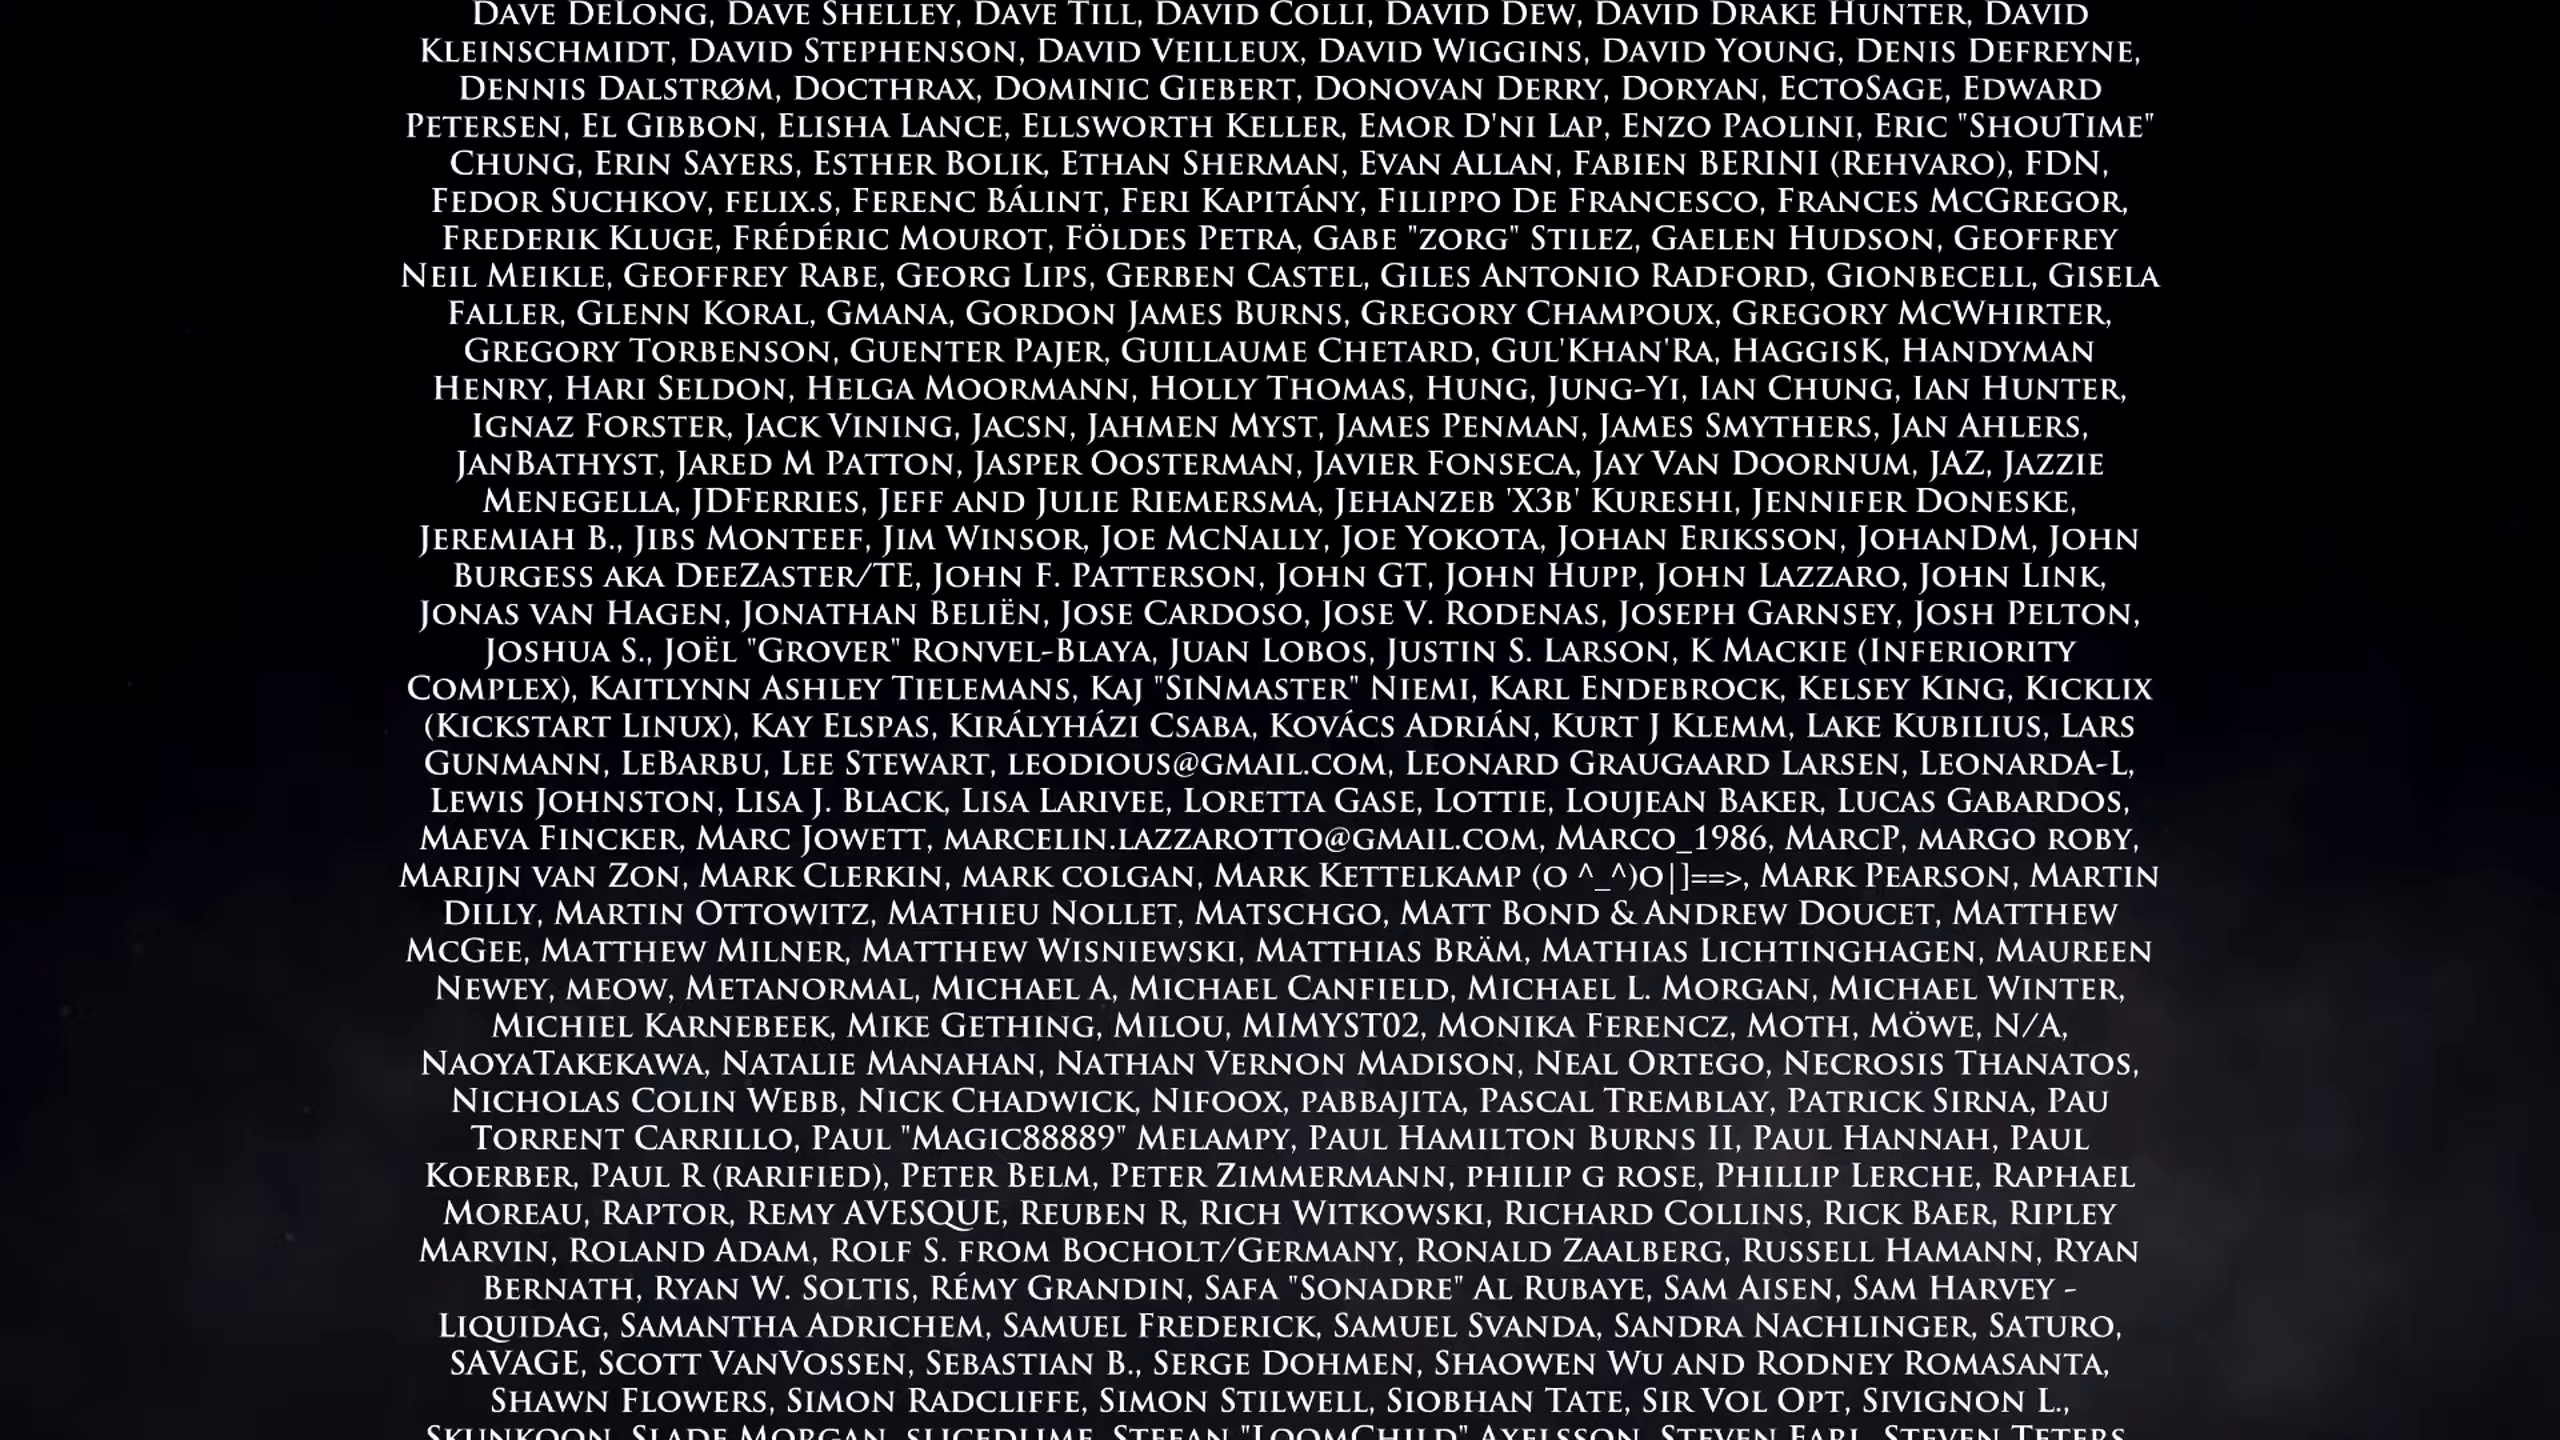 Dave DeLong, Dave Shelley, Dave Till, David Colli, David Dew, David Drake Hunter, David
Kleinschmidt, David Stephenson, David Veilleux, David Wiggins, David Young, Denis Defreyne,
Dennis Dalstrøm, Docthrax, Dominic Giebert, Donovan Derry, Doryan, EctoSage, Edward
Petersen, El Gibbon, Elisha Lance, Ellsworth Keller, Emor D'ni Lap, Enzo Paolini, Eric "ShouTime"
Chung, Erin Sayers, Esther Bolik, Ethan Sherman, Evan Allan, Fabien BERINI (Rehvaro), FDN,
Fedor Suchkov, felix.s, Ferenc Bálint, Feri Kapitány, Filippo De Francesco, Frances McGregor,
Frederik Kluge, Frédéric Mourot, Földes Petra, Gabe "zorg" Stilez, Gaelen Hudson, Geoffrey
Neil Meikle, Geoffrey Rabe, Georg Lips, Gerben Castel, Giles Antonio Radford, Gionbecell, Gisela
Faller, Glenn Koral, Gmana, Gordon James Burns, Gregory Champoux, Gregory McWhirter,
Gregory Torbenson, Guenter Pajer, Guillaume Chetard, Gul'Khan'Ra, HaggisK, Handyman
Henry, Hari Seldon, Helga Moormann, Holly Thomas, Hung, Jung-Yi, Ian Chung, Ian Hunter,
Ignaz Forster, Jack Vining, Jacsn, Jahmen Myst, James Penman, James Smythers, Jan Ahlers,
JanBathyst, Jared M Patton, Jasper Oosterman, Javier Fonseca, Jay Van Doornum, JAZ, Jazzie
Menegella, JDFerries, Jeff and Julie Riemersma, Jehanzeb 'X3b' Kureshi, Jennifer Doneske,
Jeremiah B., Jibs Monteef, Jim Winsor, Joe McNally, Joe Yokota, Johan Eriksson, JohanDM, John
Burgess aka DeeZaster/TE, John F. Patterson, John GT, John Hupp, John Lazzaro, John Link,
Jonas van Hagen, Jonathan Beliën, Jose Cardoso, Jose V. Rodenas, Joseph Garnsey, Josh Pelton,
Joshua S., Joël "Grover" Ronvel-Blaya, Juan Lobos, Justin S. Larson, K Mackie (Inferiority
Complex), Kaitlynn Ashley Tielemans, Kaj "SiNmaster" Niemi, Karl Endebrock, Kelsey King, Kicklix
(Kickstart Linux), Kay Elspas, Királyházi Csaba, Kovács Adrián, Kurt J Klemm, Lake Kubilius, Lars
Gunmann, LeBarbu, Lee Stewart, leodious@gmail.com, Leonard Graugaard Larsen, LeonardA-L,
Lewis Johnston, Lisa J. Black, Lisa Larivee, Loretta Gase, Lottie, Loujean Baker, Lucas Gabardos,
Maeva Fincker, Marc Jowett, marcelin.lazzarotto@gmail.com, Marco_1986, MarcP, margo roby,
Marijn van Zon, Mark Clerkin, mark colgan, Mark Kettelkamp (o ^_^)o|]==>, Mark Pearson, Martin
Dilly, Martin Ottowitz, Mathieu Nollet, Matschgo, Matt Bond & Andrew Doucet, Matthew
McGee, Matthew Milner, Matthew Wisniewski, Matthias Bräm, Mathias Lichtinghagen, Maureen
Newey, meow, Metanormal, Michael A, Michael Canfield, Michael L. Morgan, Michael Winter,
Michiel Karnebeek, Mike Gething, Milou, MIMYST02, Monika Ferencz, Moth, Möwe, N/A,
NaoyaTakekawa, Natalie Manahan, Nathan Vernon Madison, Neal Ortego, Necrosis Thanatos,
Nicholas Colin Webb, Nick Chadwick, Nifoox, pabbajita, Pascal Tremblay, Patrick Sirna, Pau
Torrent Carrillo, Paul "Magic88889" Melampy, Paul Hamilton Burns II, Paul Hannah, Paul
Koerber, Paul R (rarified), Peter Belm, Peter Zimmermann, philip g rose, Phillip Lerche, Raphael
Moreau, Raptor, Remy AVESQUE, Reuben R, Rich Witkowski, Richard Collins, Rick Baer, Ripley
Marvin, Roland Adam, Rolf S. from Bocholt/Germany, Ronald Zaalberg, Russell Hamann, Ryan
Bernath, Ryan W. Soltis, Rémy Grandin, Safa "Sonadre" Al Rubaye, Sam Aisen, Sam Harvey -
LiquidAg, Samantha Adrichem, Samuel Frederick, Samuel Svanda, Sandra Nachlinger, Saturo,
SAVAGE, Scott VanVossen, Sebastian B., Serge Dohmen, Shaowen Wu and Rodney Romasanta,
Shawn Flowers, Simon Radcliffe, Simon Stilwell, Siobhan Tate, Sir Vol Opt, Sivignon L.,
Skunkoon, Slade Morgan, slicedlime, Stefan "LoomChild" Axelsson, Steven Earl, Steven Teters,